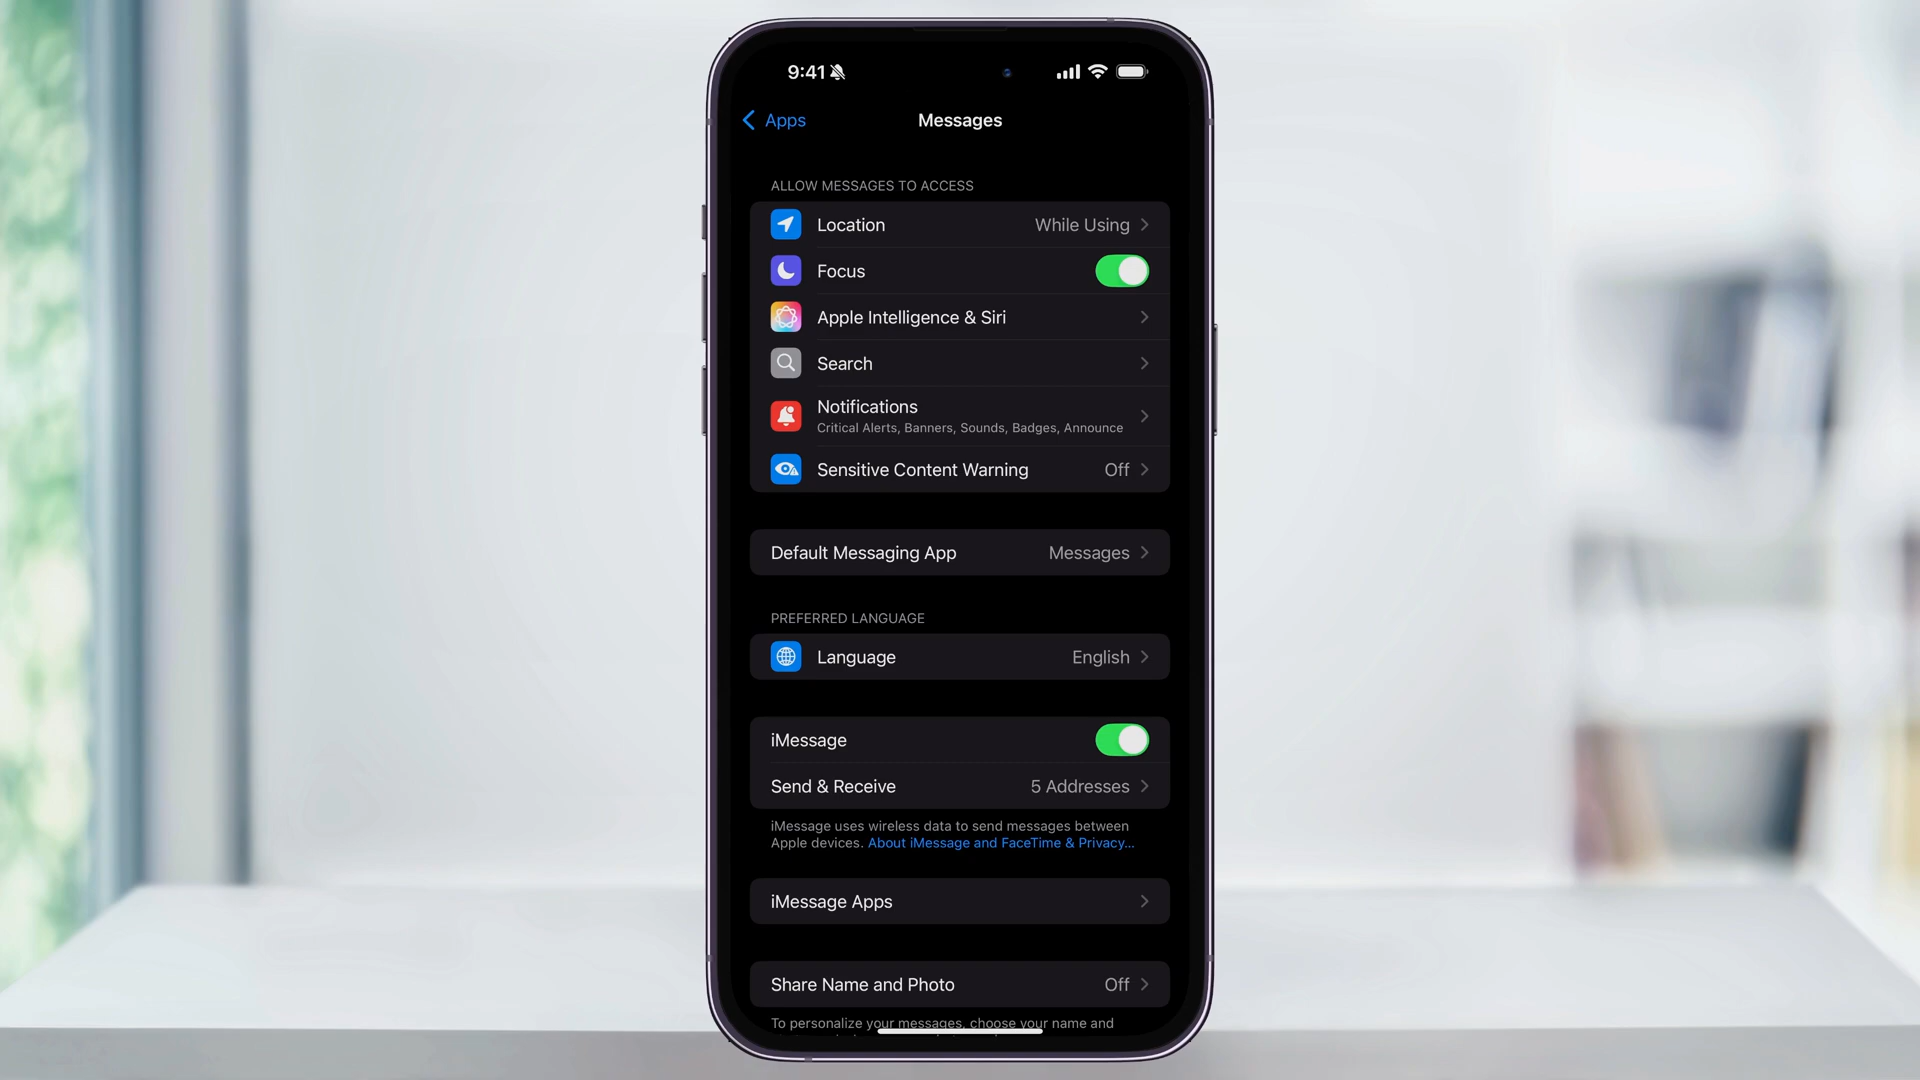 9:41
Apps
Messages
ALLOW MESSAGES TO ACCESS
Location While Using
Focus
Apple Intelligence & Siri
Search
Notifications
Critical Alerts, Banners, Sounds, Badges, Announce
Sensitive Content Warning Off
Default Messaging App Messages
PREFERRED LANGUAGE
Language English
iMessage
Send & Receive 5 Addresses
iMessage uses wireless data to send messages between
Apple devices. About iMessage and FaceTime & Privacy...
iMessage Apps
Share Name and Photo Off
To personalize your messages, choose your name and